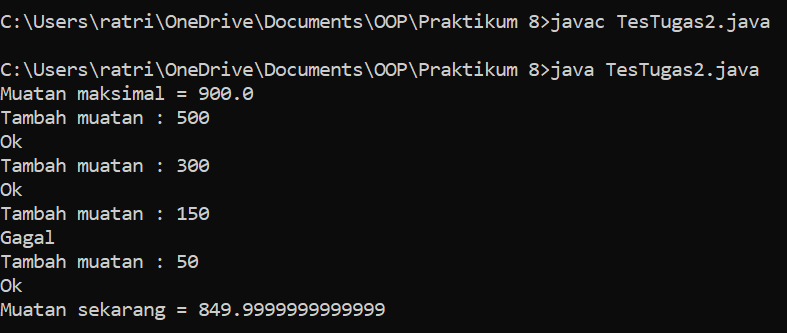 C:\Users\ratri\OneDrive\Documents\OOP\Praktikum 8>javac TesTugas2.java
C:\Users\ratri\OneDrive\Documents\OOP\Praktikum 8>java TesTugas2.java
Muatan maksimal = 900.0
Tambah muatan : 500
Ok
Tambah muatan : 300
Ok
Tambah muatan : 150
Gagal
Tambah muatan : 50
Ok
Muatan sekarang = 849.9999999999999